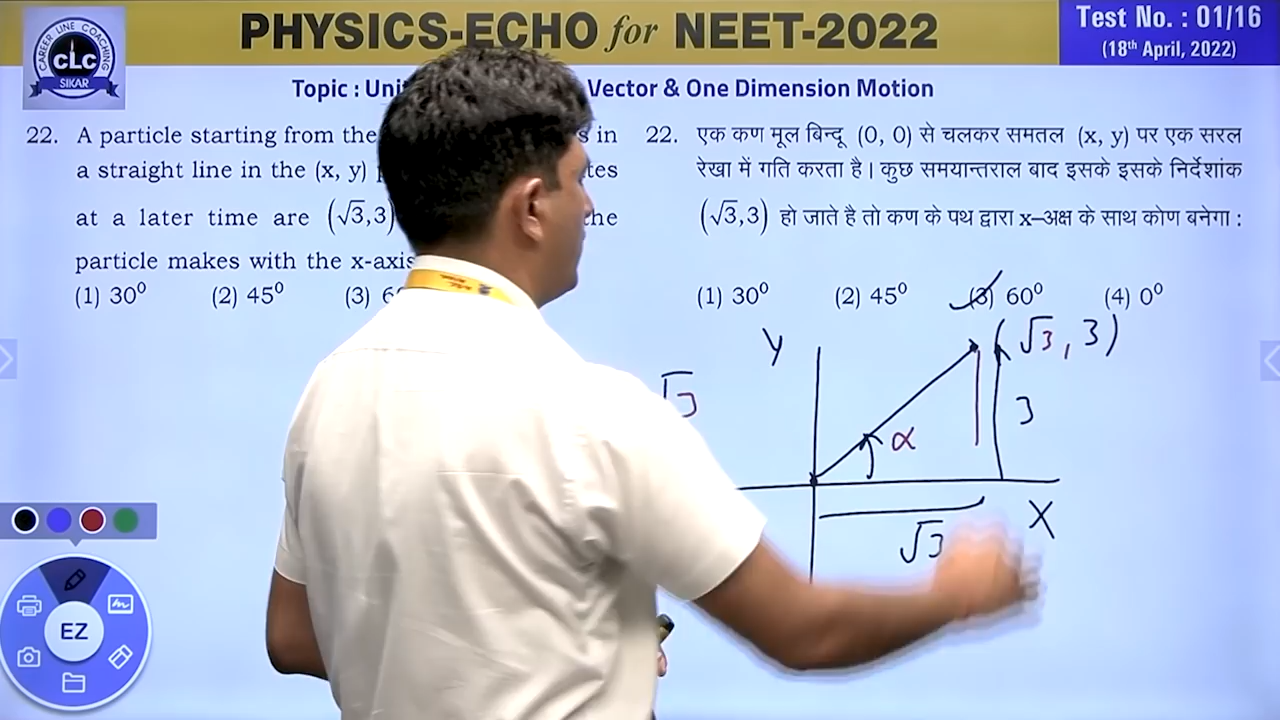 PHYSICS-ECHO for NEET-2022
Test No. : 01/16
(18th April, 2022)
CAREER LINE COACHING
CLC
SIKAR
Topic : Vector & One Dimension Motion
22. A particle starting from the in
a straight line in the (x, y)
at a later time are (√3,3) the
particle makes with the x-axis
(1) 30⁰ (2) 45⁰ (3)
22. एक कण मूल बिन्दू (0, 0) से चलकर समतल (x, y) पर एक सरल
रेखा में गति करता है। कुछ समयान्तराल बाद इसके इसके निर्देशांक
(√3,3) हो जाते है तो कण के पथ द्वारा x–अक्ष के साथ कोण बनेगा :
(1) 30⁰ (2) 45⁰ (3) 60⁰ (4) 0⁰
y
(√3, 3)
√3
3
α
X
√3
EZ